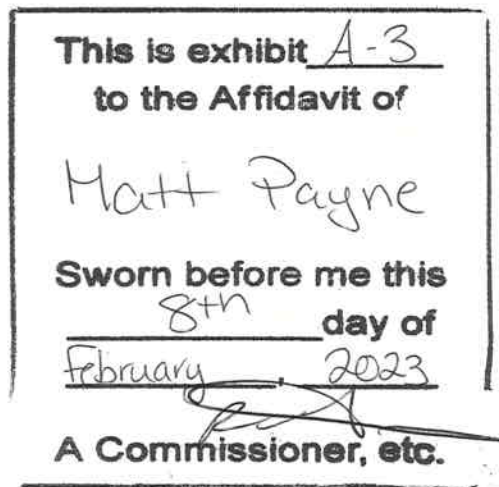 This is exhibit A-3
to the Affidavit of
Matt Payne
Sworn before me this
8th day of
February, 2023
A Commissioner, etc.